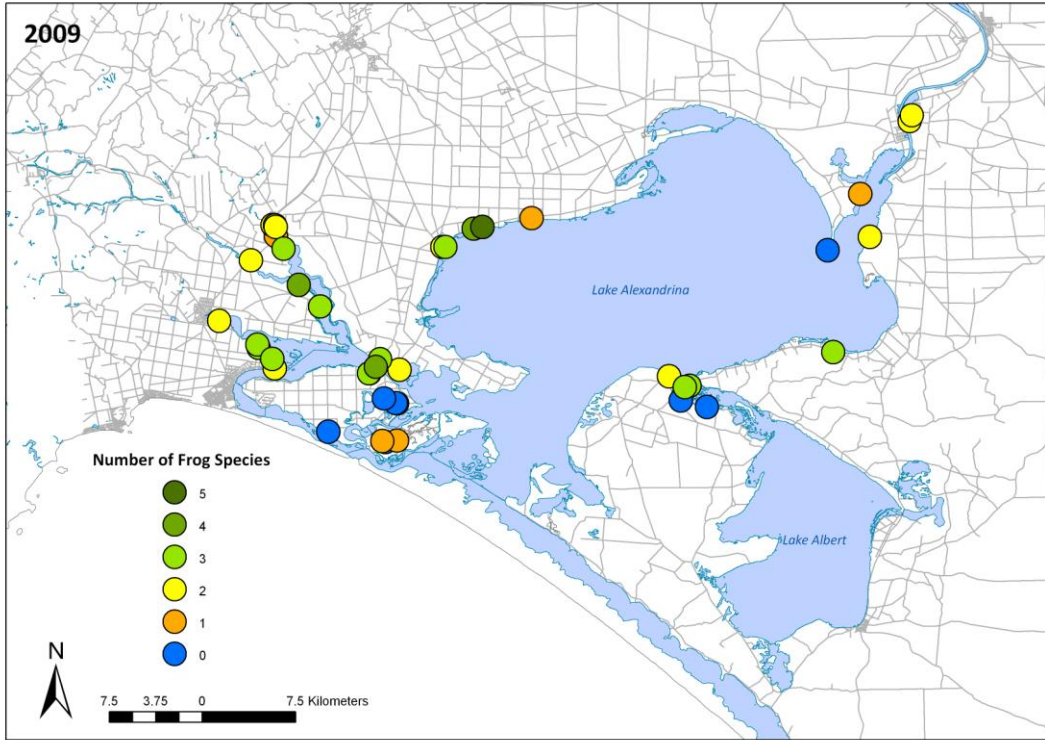 2009
Lake Alexandrina
Number of Frog Species
5
4
3
Lake Albert
2
1
0
N
7.5 3.75 0 7.5 Kilometers